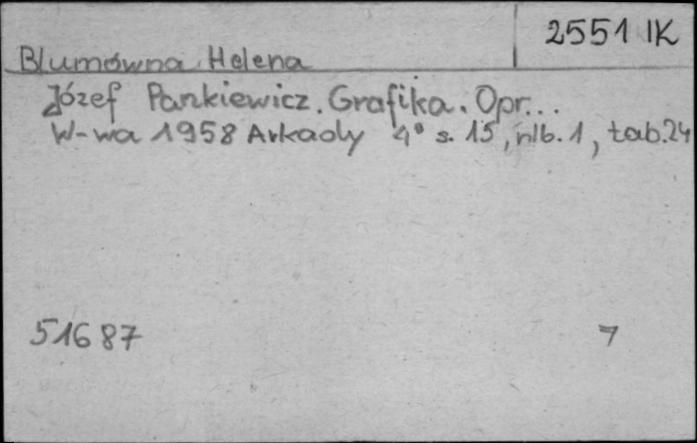 2551 IK
Blumówna Helena
Józef Pankiewicz. Grafika. Opr...
W-wa 1958 Arkady 4° s. 15, nlb. 1, tab. 24
51687
7